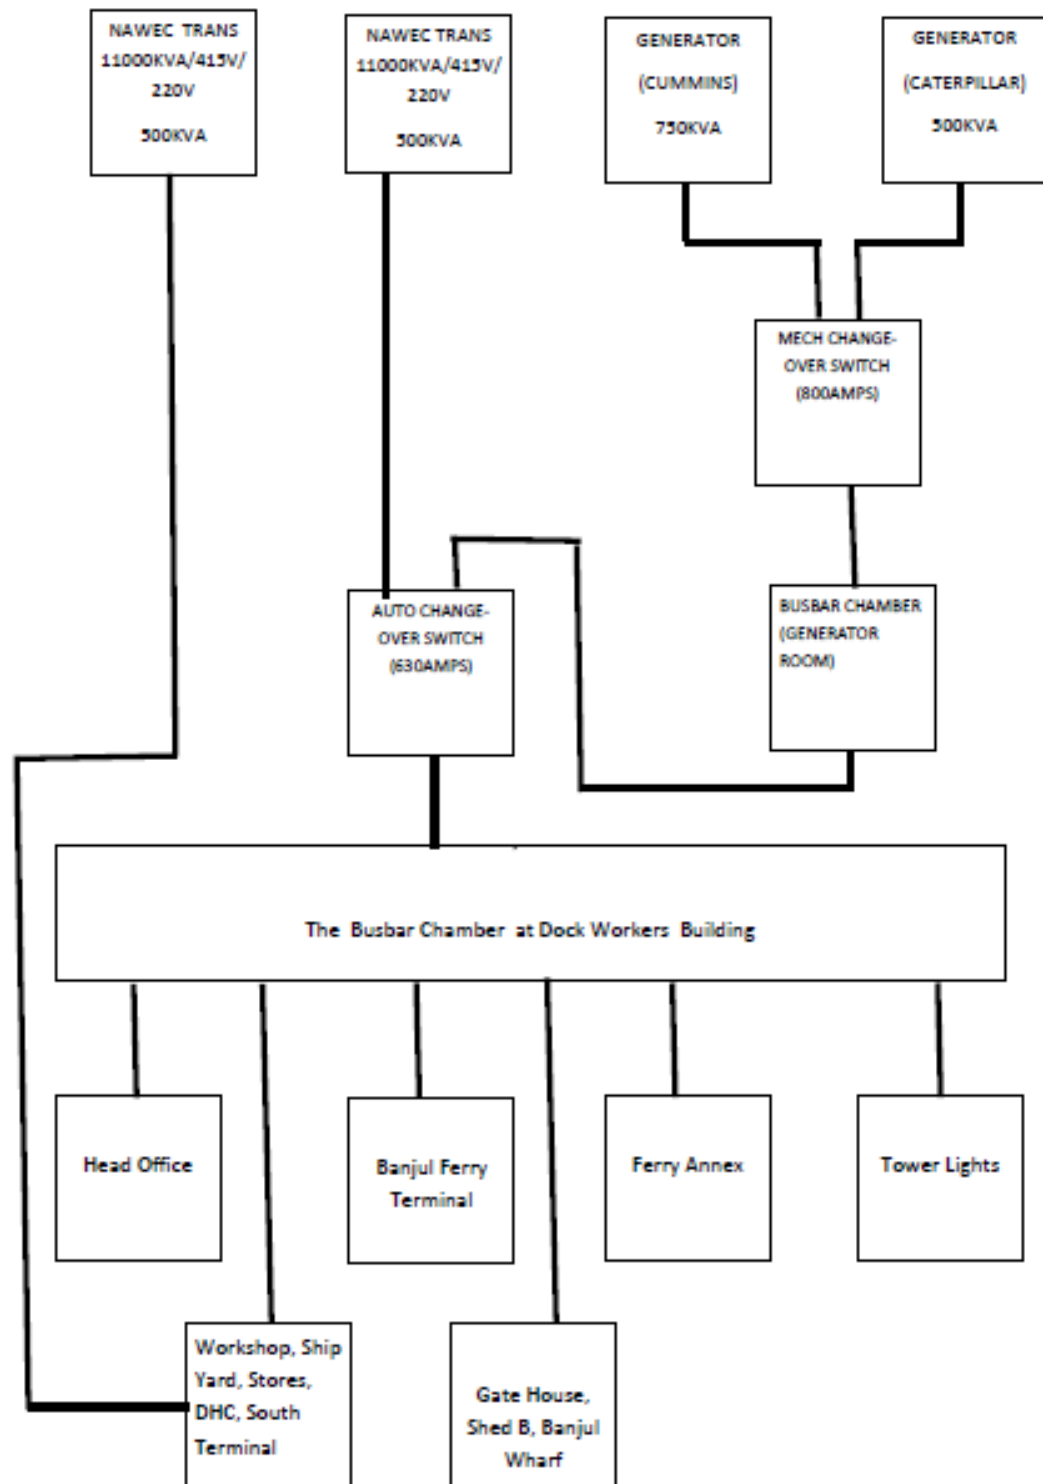 NAWEC TRANS
11000KVA/415V/
220V
500KVA
NAWEC TRANS
11000KVA/415V/
220V
500KVA
GENERATOR
(CUMMINS)
750KVA
GENERATOR
(CATERPILLAR)
500KVA
MECH CHANGE-
OVER SWITCH
(800AMPS)
AUTO CHANGE-
OVER SWITCH
(630AMPS)
BUSBAR CHAMBER
(GENERATOR
ROOM)
The Busbar Chamber at Dock Workers Building
Head Office
Banjul Ferry
Terminal
Ferry Annex
Tower Lights
Workshop, Ship
Yard, Stores,
DHC, South
Terminal
Gate House,
Shed B, Banjul
Wharf